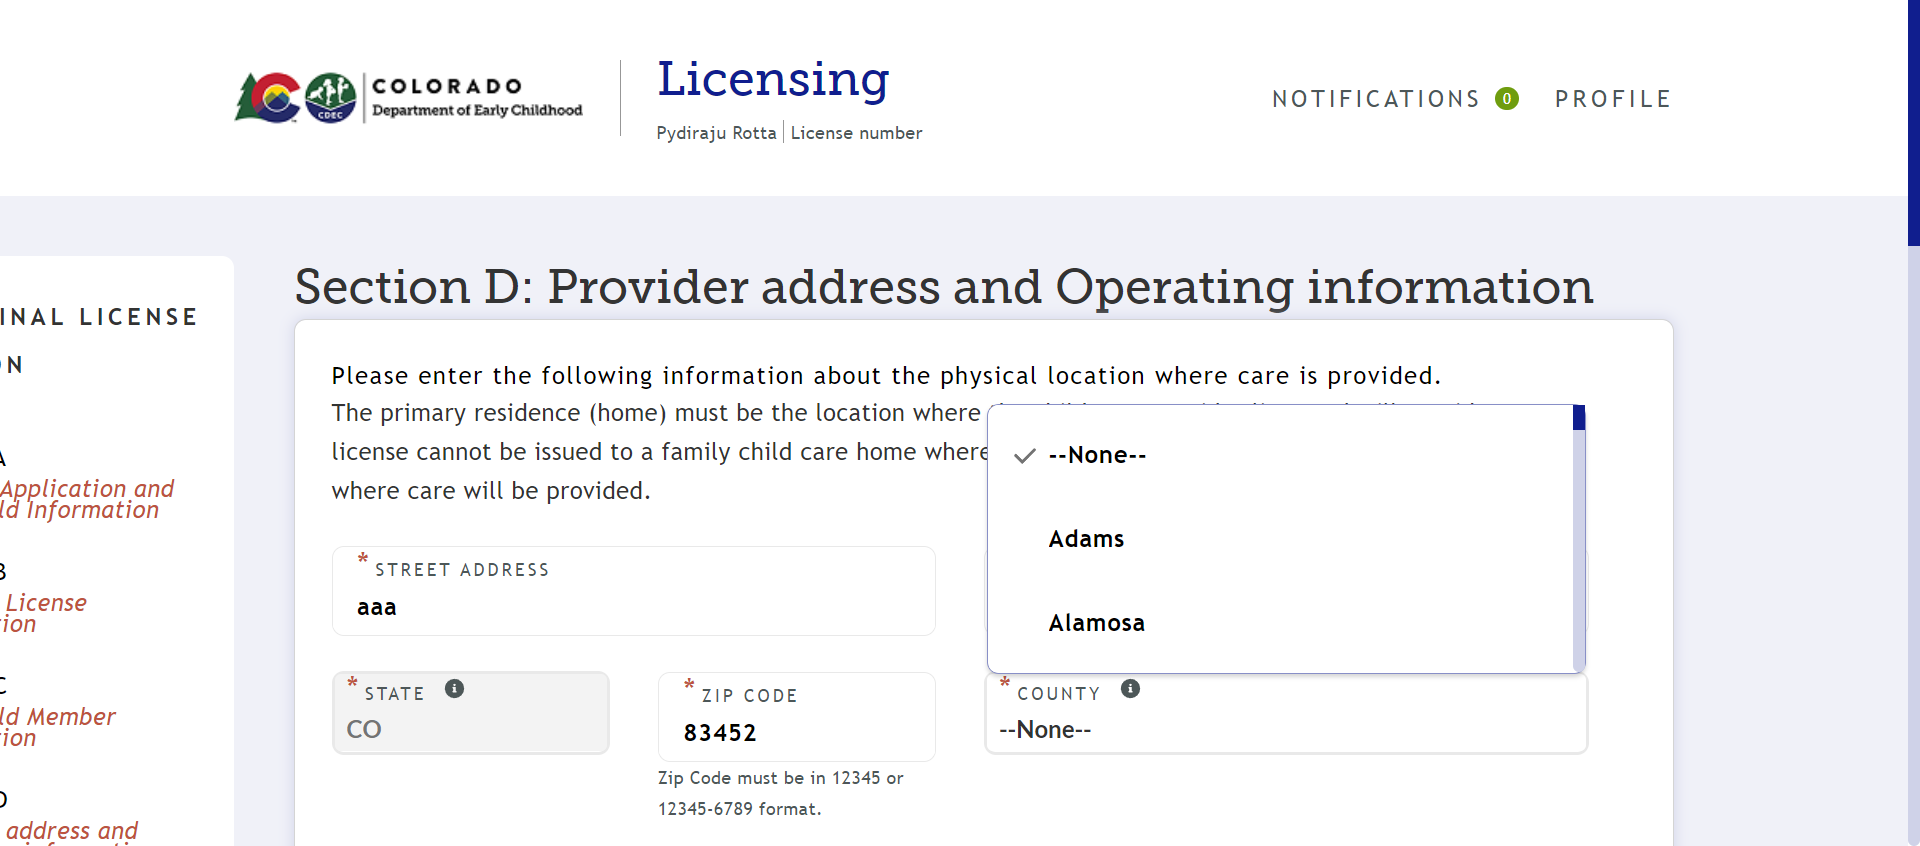 COLORADO
Department of Early Childhood
CDEC
Licensing
Pydiraju Rotta | License number
NOTIFICATIONS 0 PROFILE
INAL LICENSE
ON
A
Application and
ld Information
B
License
ion
C
ld Member
ion
D
address and
Section D: Provider address and Operating information
Please enter the following information about the physical location where care is provided.
The primary residence (home) must be the location where
license cannot be issued to a family child care home where
where care will be provided.
--None--
Adams
Alamosa
* STREET ADDRESS
aaa
* STATE
CO
* ZIP CODE
83452
Zip Code must be in 12345 or
12345-6789 format.
* COUNTY
--None--